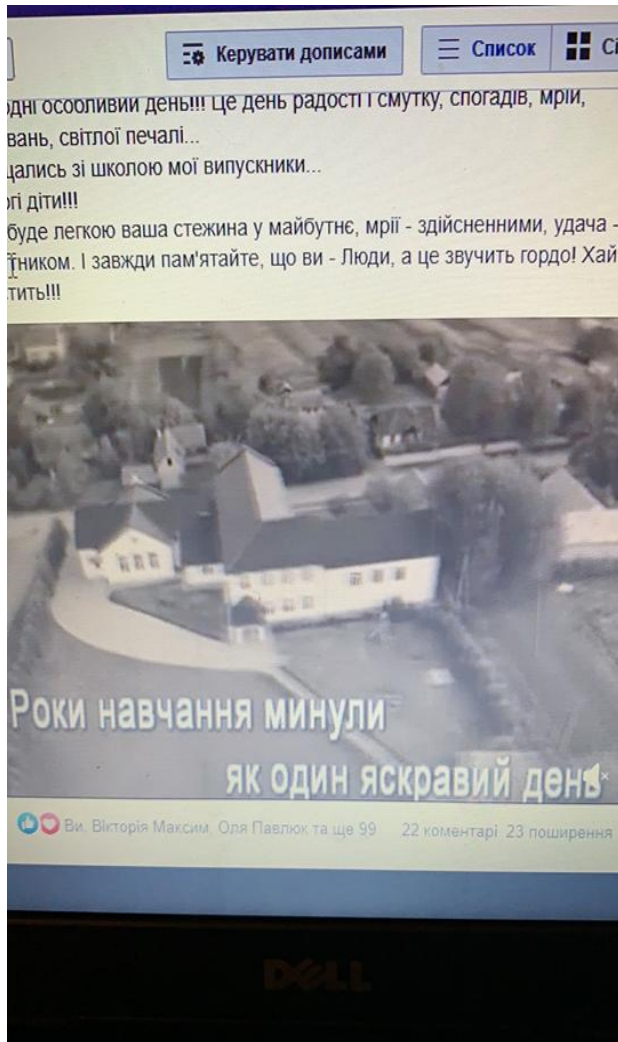 Керувати дописами
Список
одні особливий день!!! Це день радості і смутку, спогадів, мрій,
вань, світлої печалі...
щались зі школою мої випускники...
огі діти!!!
буде легкою ваша стежина у майбутнє, мрії - здійсненними, удача -
тником. І завжди пам'ятайте, що ви - Люди, а це звучить гордо! Хай
тить!!!
Роки навчання минули
як один яскравий день
Ви, Вікторія Максим, Оля Павлюк та ще 99
22 коментарі 23 поширення
DELL